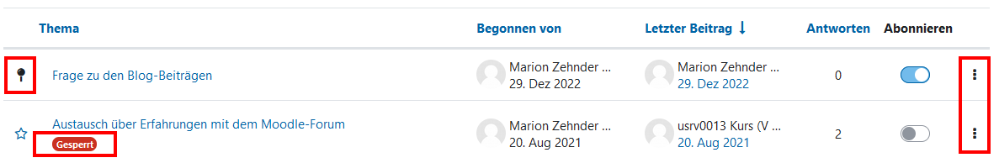 Thema Begonnen von Letzter Beitrag ↓ Antworten Abonnieren
Frage zu den Blog-Beiträgen Marion Zehnder ... Marion Zehnder ... 0
29. Dez 2022 29. Dez 2022
Austausch über Erfahrungen mit dem Moodle-Forum Marion Zehnder ... usrv0013 Kurs (V ... 2
Gesperrt 20. Aug 2021 20. Aug 2021